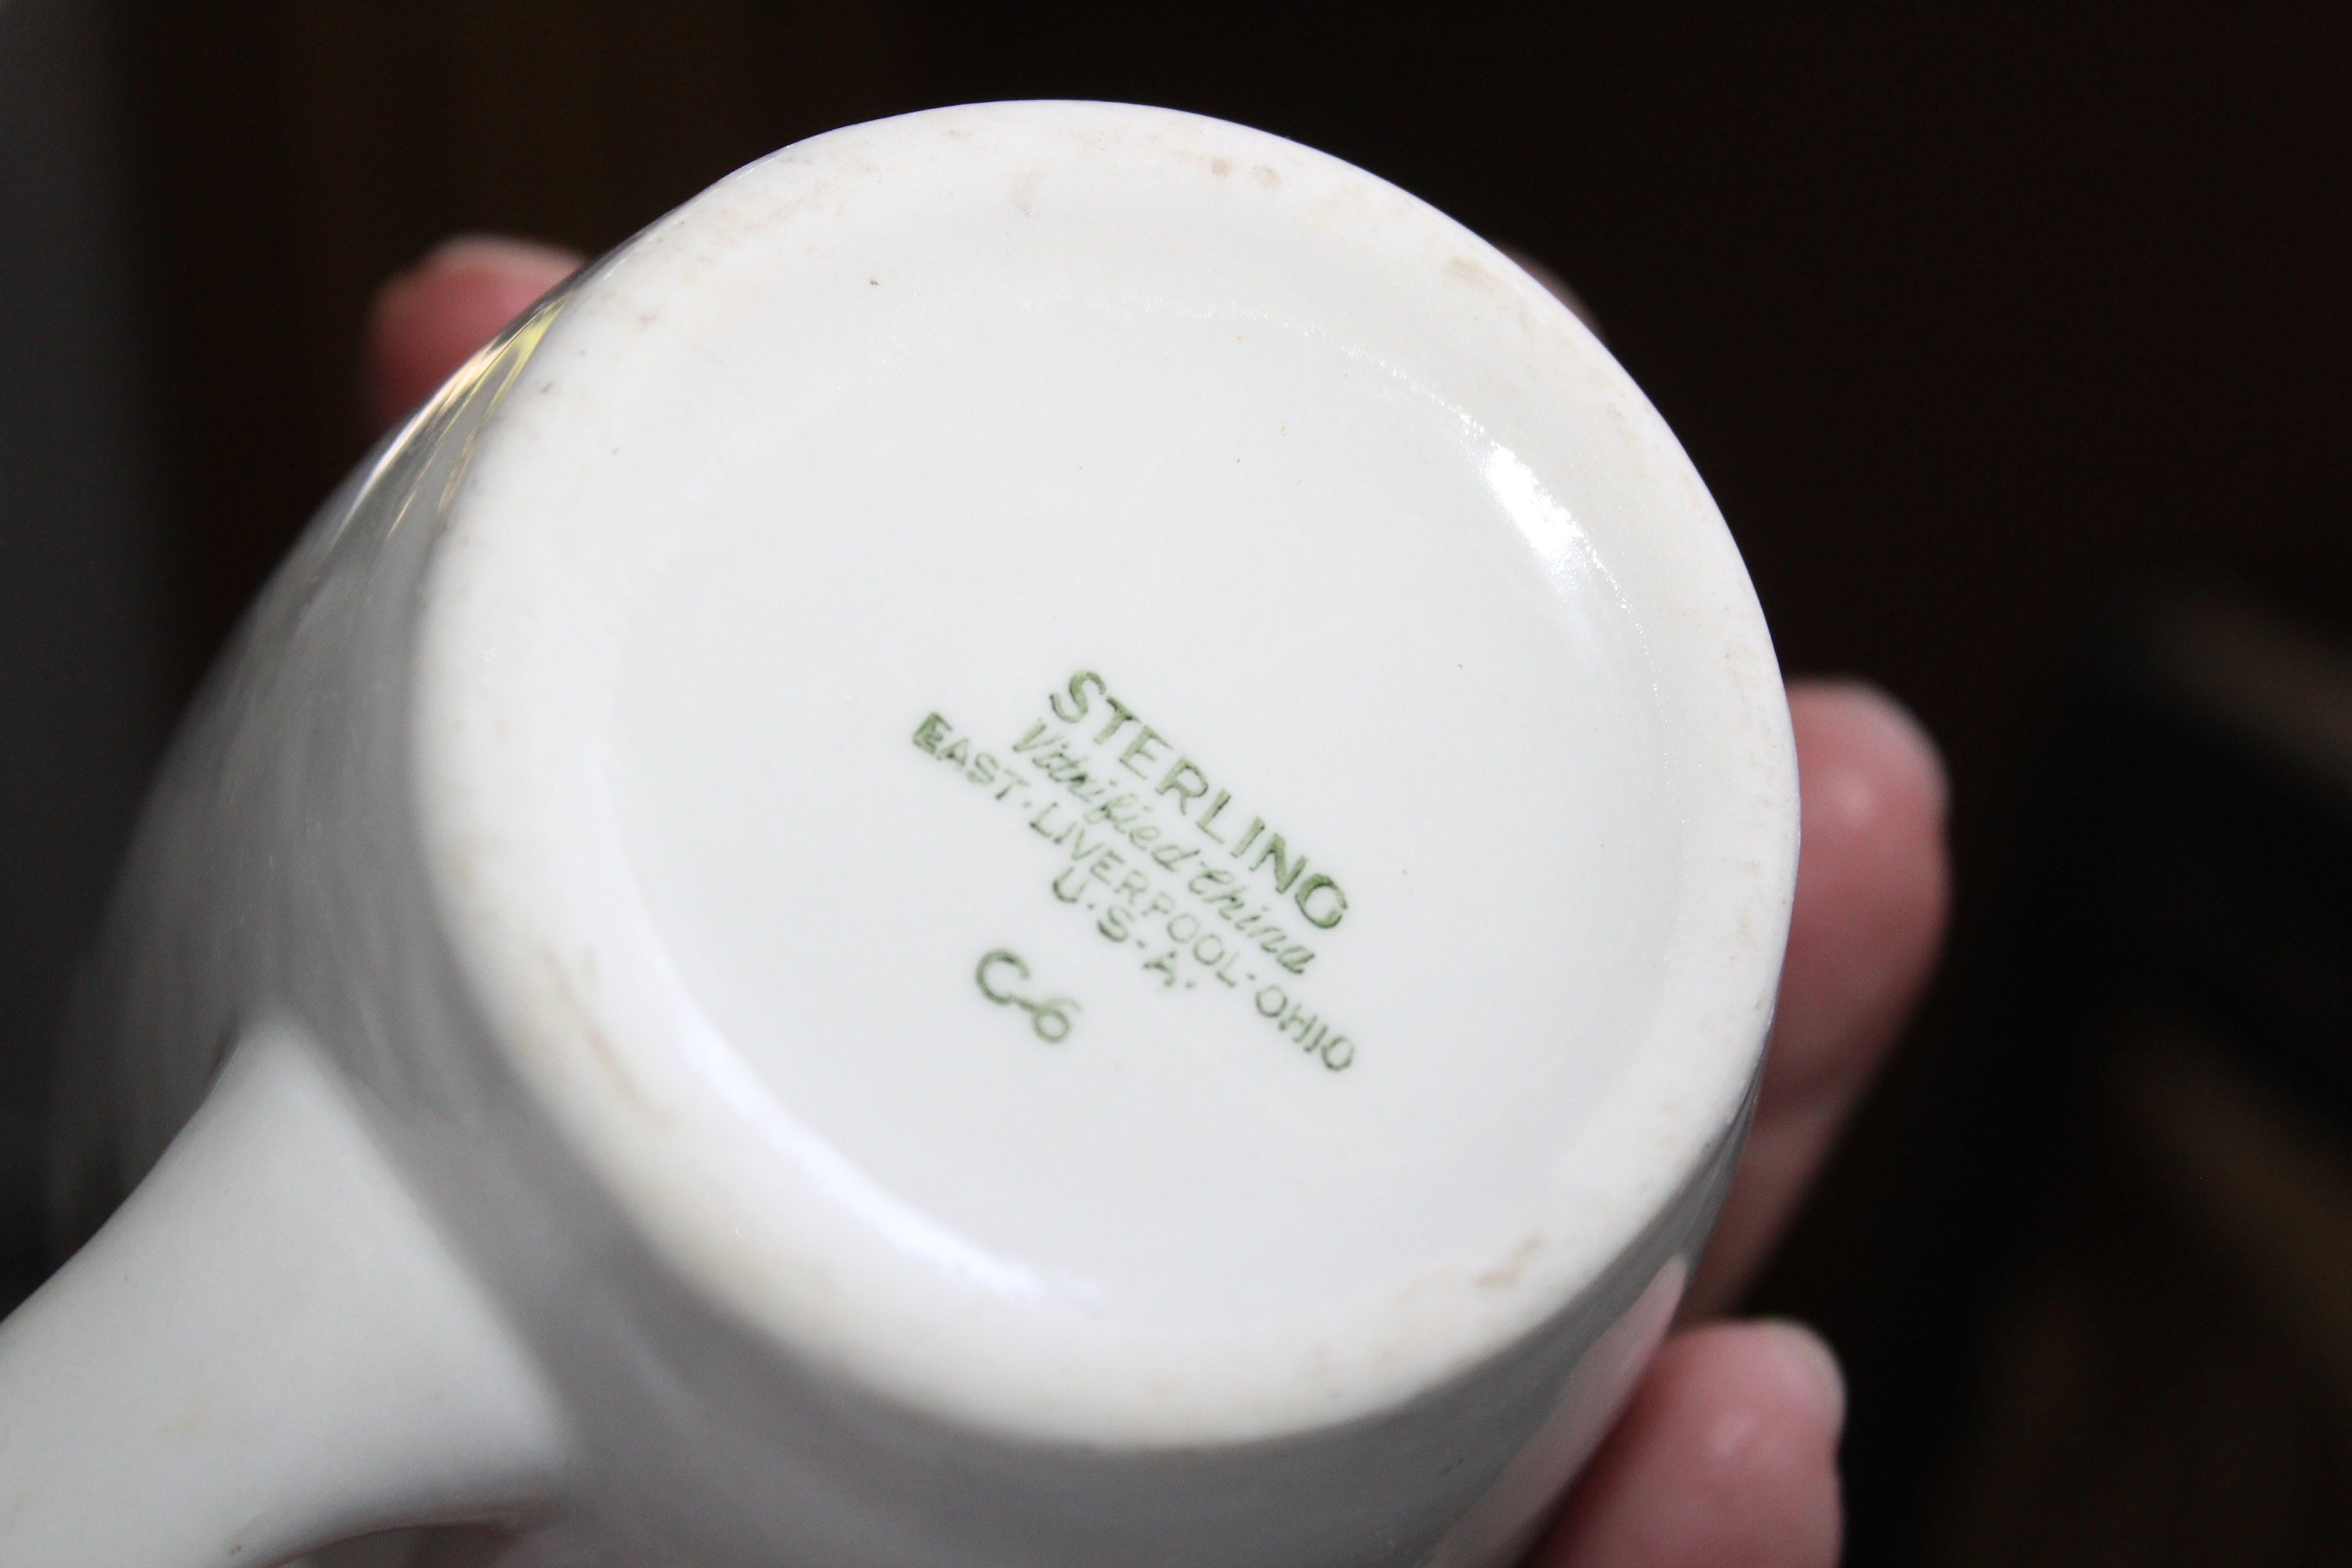 STERLING
Vitrified China
EAST·LIVERPOOL·OHIO
U.S.A.
C-6